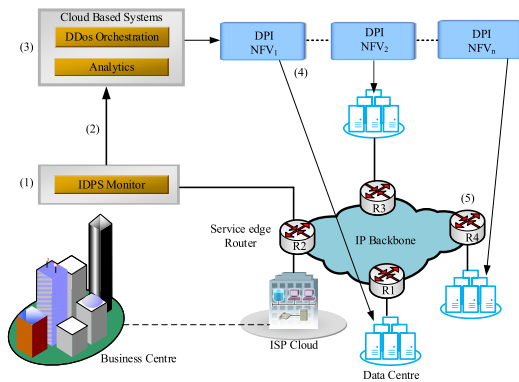 Cloud Based Systems
(3)
DDos Orchestration
Analytics
DPI
NFV1
DPI
NFV2
DPI
NFVn
(4)
(2)
(1)
IDPS Monitor
Service edge
Router
R3
(5)
R2
IP Backbone
R4
R1
Business Centre
ISP Cloud
Data Centre